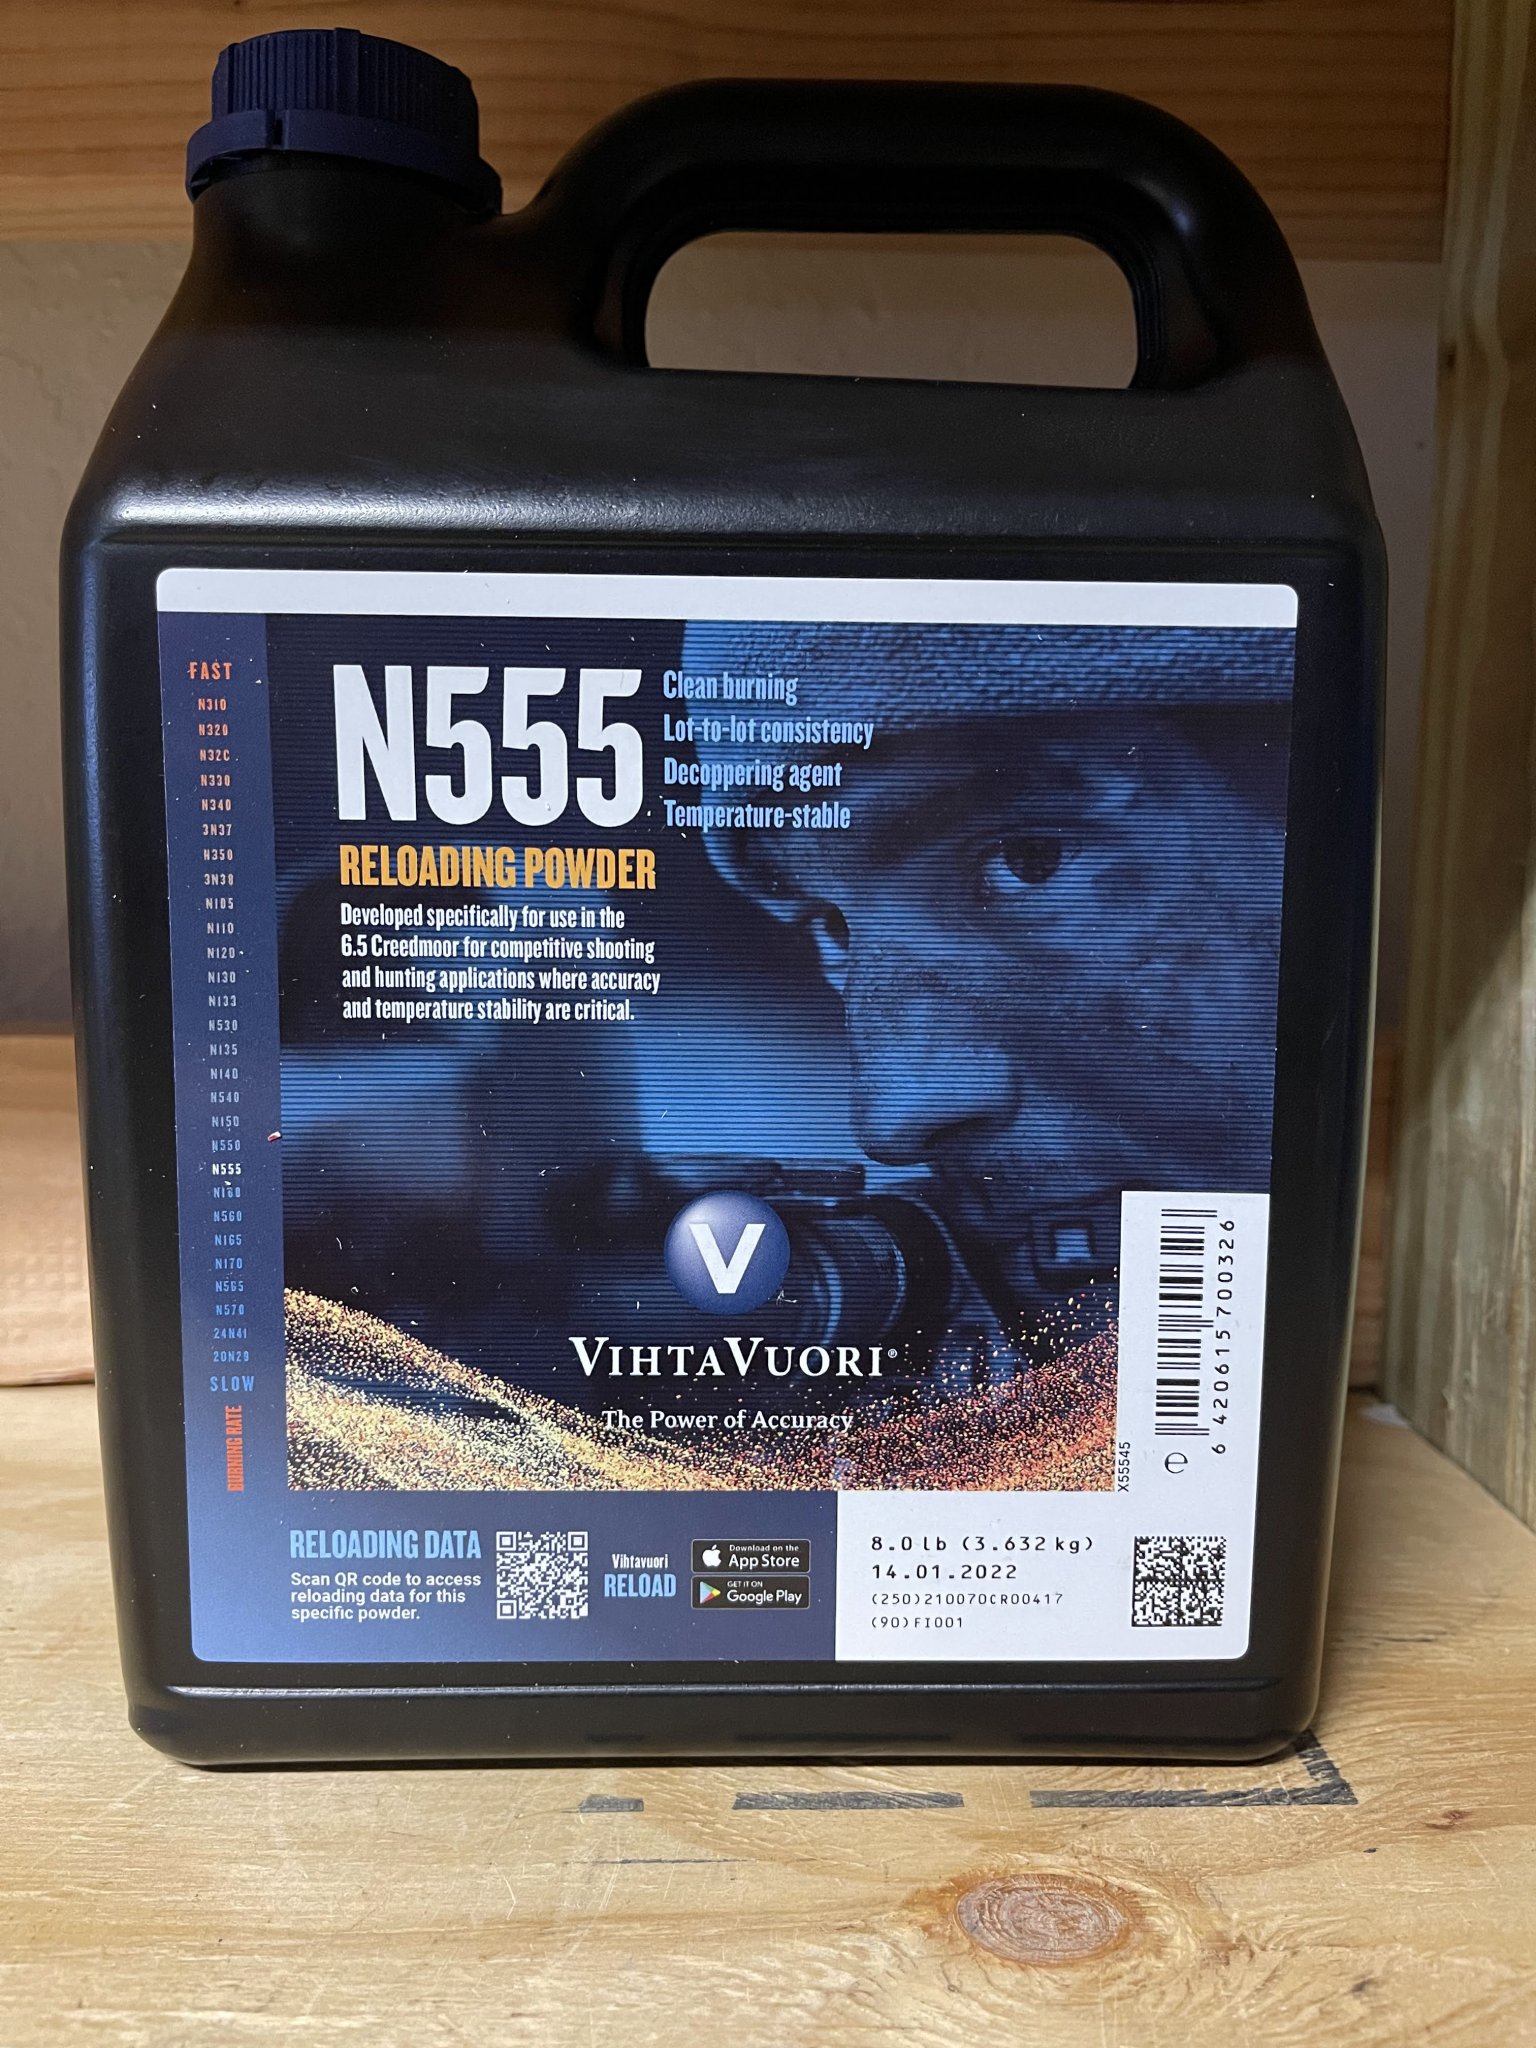 FAST
N310
N320
N32C
N330
N340
3N37
N350
3N38
N105
N110
N120
N130
N133
N530
N135
N140
N540
N150
N550
N555
N160
N560
N165
N170
N565
N570
24N41
20N29
SLOW
BURNING RATE
N555
Clean burning
Lot-to-lot consistency
Decoppering agent
Temperature-stable
RELOADING POWDER
Developed specifically for use in the
6.5 Creedmoor for competitive shooting
and hunting applications where accuracy
and temperature stability are critical.
V
VIHTAVUORI®
The Power of Accuracy
6 420615 700326
e
X55545
RELOADING DATA
Scan QR code to access
reloading data for this
specific powder.
Vihtavuori
RELOAD
Download on the
App Store
GET IT ON
Google Play
8.0 lb (3.632 kg)
14.01.2022
(250)210070CR00417
(90)FI001